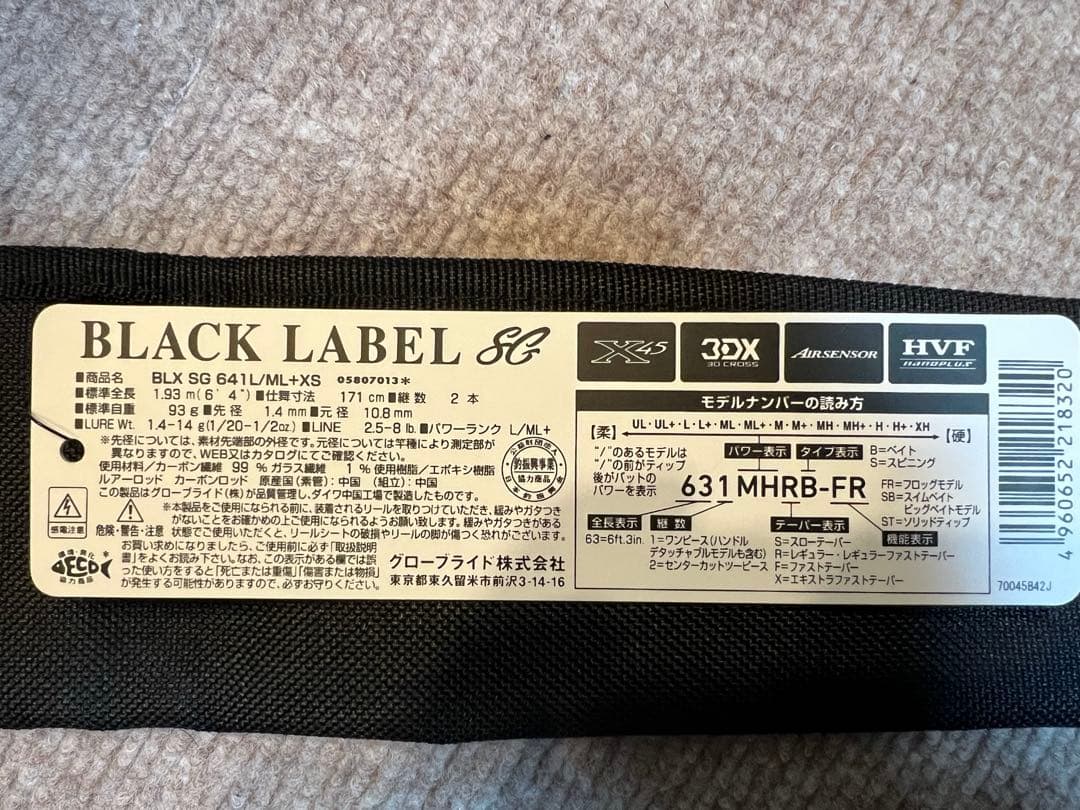 BLACK LABEL SG
■商品名 BLX SG 641L/ML+XS 05807013*
■標準全長 1.93m(6'4") ■仕舞寸法 171cm ■継数 2本
■標準自重 93g ■先径 1.4mm ■元径 10.8mm
■LURE Wt. 1.4-14g(1/20-1/2oz.) ■LINE 2.5-8lb. ■パワーランク L/ML+
※先径については、素材先端部の外径です。元径については竿種により測定部が
異なりますので、WEB又はカタログにてご確認ください。
使用材料/カーボン繊維 99% ガラス繊維 1% 使用樹脂/エポキシ樹脂
ルアーロッド カーボンロッド 原産国(素管):中国 (組立):中国
この製品はグローブライド(株)が品質管理し、ダイワ中国工場で製造したものです。
釣振興事業
協力商品
感電注意
危険・警告・注意
※本製品をご使用になられる前に、装着されるリールを取りつけていただき、緩みやガタつき
がないことをお確かめの上ご使用になられるようお願い致します。緩みやガタつきがある
状態でご使用いただくと、リールシートの破損やリールの脚が傷つく恐れがございます。
協力商品
お買い求めになりましたら、ご使用前に必ず「取扱説明
書」をよくお読み下さい。なお、この表示がある欄では誤
った使い方をすると「死亡または重傷」「傷害または物損」
が発生する可能性がありますので、必ずお守りください。
グローブライド株式会社
東京都東久留米市前沢3-14-16
X45
3DX
3D CROSS
AIRSENSOR
HVF
nanoPLUS
モデルナンバーの読み方
【柔】 UL・UL+・L・L+・ML・ML+・M・M+・MH・MH+・H・H+・XH 【硬】
"/"のあるモデルは
"/"の前がティップ
後がバットの
パワーを表示
パワー表示 タイプ表示
B=ベイト
S=スピニング
631MHRB-FR
FR=フロッグモデル
SB=スイムベイト
ビッグベイトモデル
ST=ソリッドティップ
機能表示
全長表示
63=6ft.3in.
継数
1=ワンピース(ハンドル
デタッチャブルモデルも含む)
2=センターカットツーピース
テーパー表示
S=スローテーパー
R=レギュラー・レギュラーファストテーパー
F=ファストテーパー
X=エキストラファストテーパー
4960652218320
70045B42J